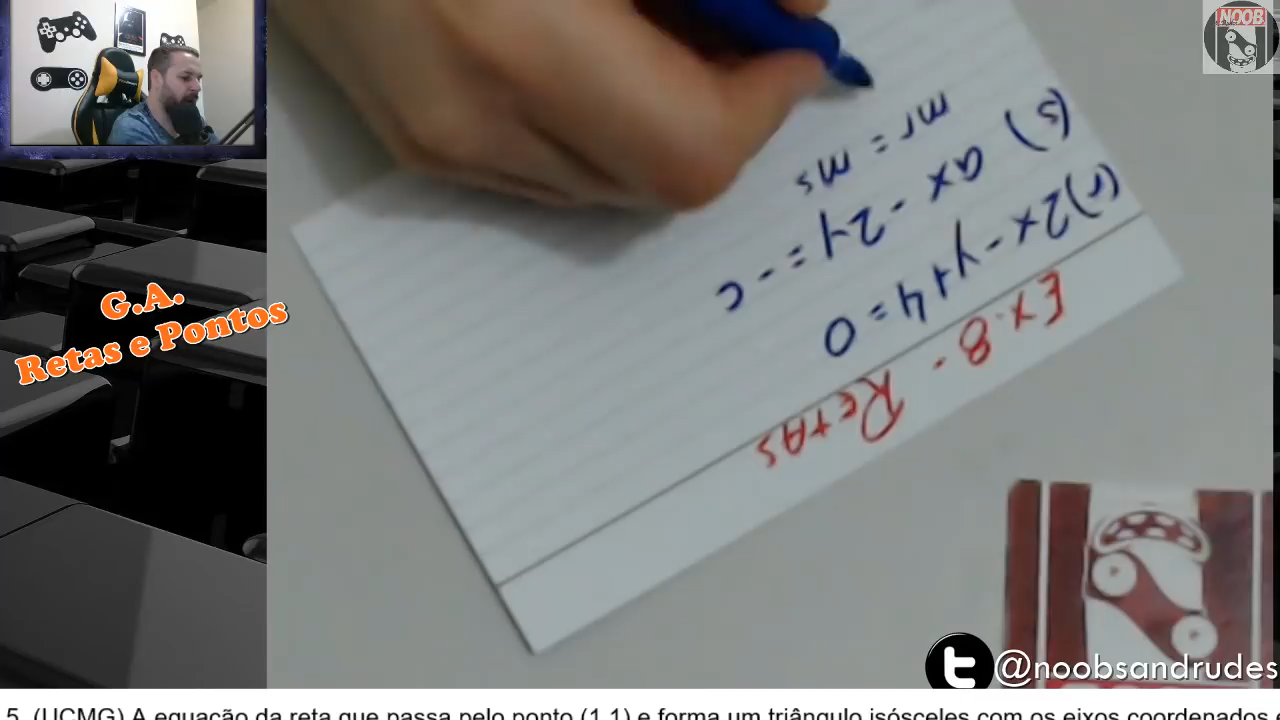 NOOB
G.A.
Retas e Pontos
Ex.8 - Retas
(r) 2x - y + 4 = 0
(s) ax - 2y = - c
mr = ms
@noobsandrudes
5. (UCMG) A equação da reta que passa pelo ponto (1,1) e forma um triângulo isósceles com os eixos coordenados